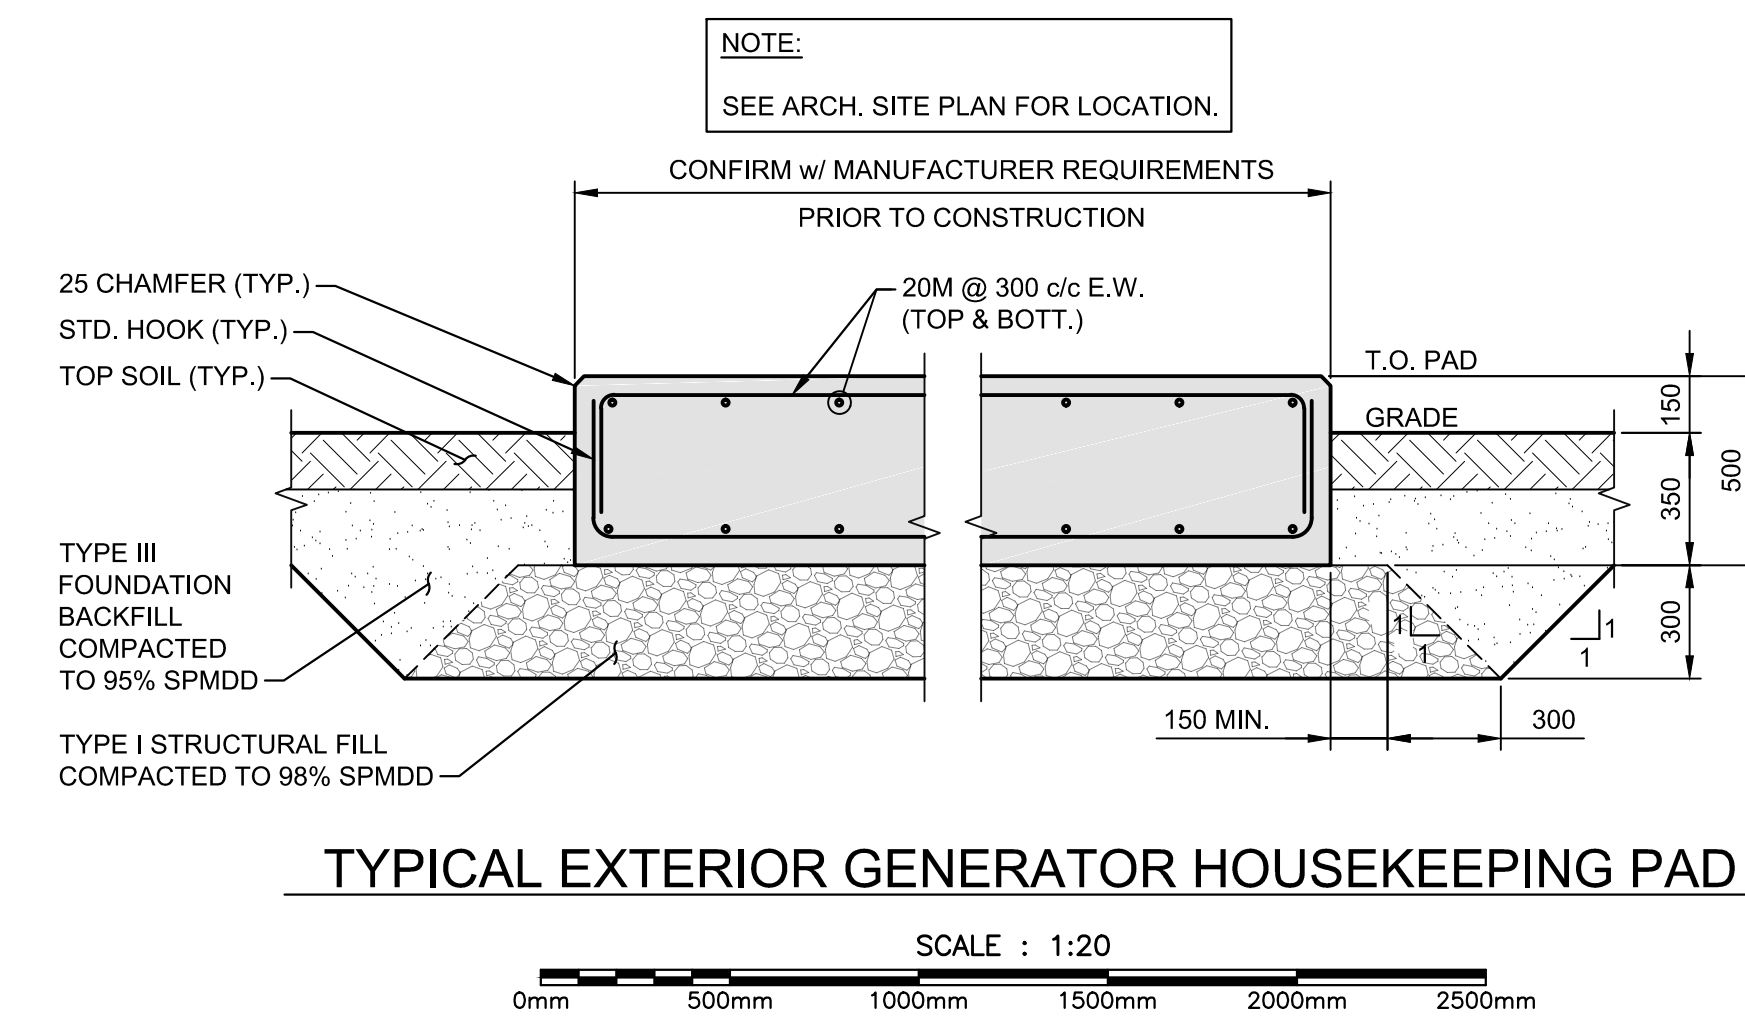 NOTE:
SEE ARCH. SITE PLAN FOR LOCATION.
CONFIRM w/ MANUFACTURER REQUIREMENTS
PRIOR TO CONSTRUCTION
25 CHAMFER (TYP.)
STD. HOOK (TYP.)
TOP SOIL (TYP.)
20M @ 300 c/c E.W.
(TOP & BOTT.)
T.O. PAD
GRADE
150
350
500
300
TYPE III
FOUNDATION
BACKFILL
COMPACTED
TO 95% SPMDD
1
1
1
1
150 MIN.
300
TYPE I STRUCTURAL FILL
COMPACTED TO 98% SPMDD
TYPICAL EXTERIOR GENERATOR HOUSEKEEPING PAD
SCALE : 1:20
0mm 500mm 1000mm 1500mm 2000mm 2500mm